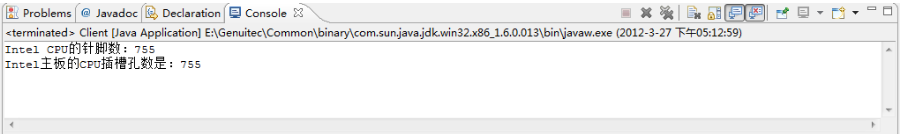 Problems @ Javadoc Declaration Console
<terminated> Client [Java Application] E:\Genuitec\Common\binary\com.sun.java.jdk.win32.x86_1.6.0.013\bin\javaw.exe (2012-3-27 下午05:12:59)
Intel CPU的针脚数：755
Intel主板的CPU插槽孔数是：755